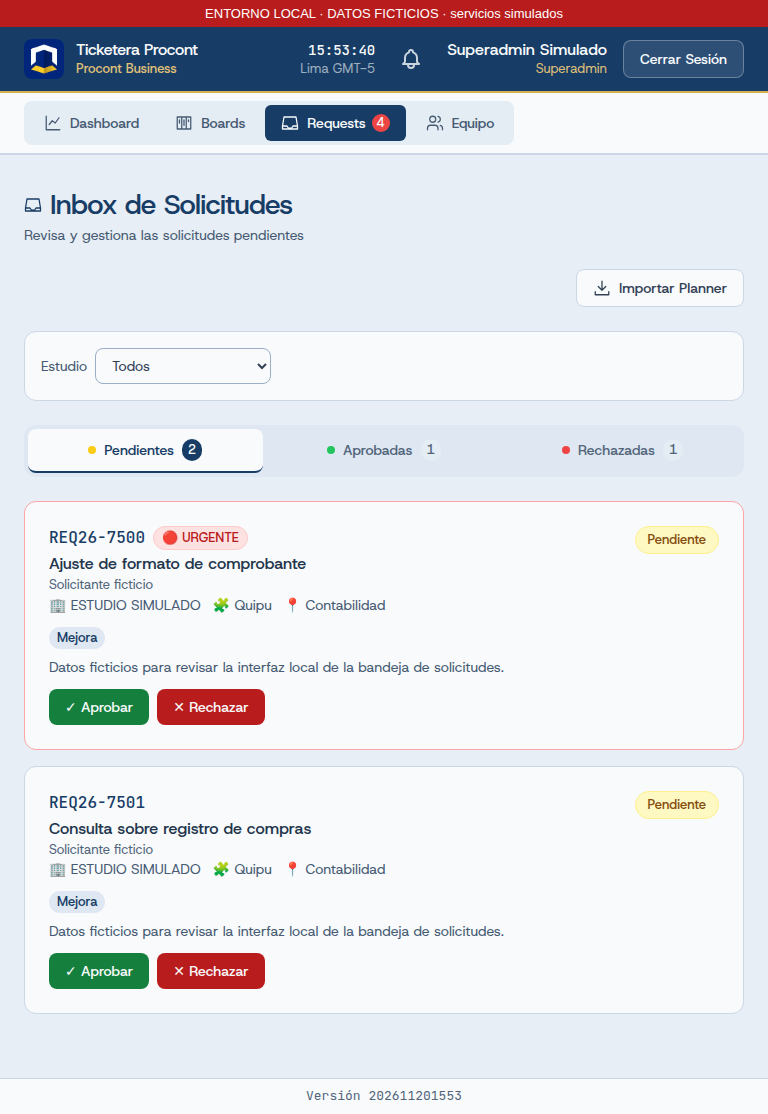 ENTORNO LOCAL · DATOS FICTICIOS · servicios simulados
Ticketera Procont
Procont Business
15:53:40
Lima GMT-5
Superadmin Simulado
Superadmin
Cerrar Sesión
Dashboard
Boards
Requests 4
Equipo
Inbox de Solicitudes
Revisa y gestiona las solicitudes pendientes
Importar Planner
Estudio Todos
Pendientes 2
Aprobadas 1
Rechazadas 1
REQ26-7500 🔴 URGENTE
Pendiente
Ajuste de formato de comprobante
Solicitante ficticio
🏢 ESTUDIO SIMULADO 🧩 Quipu 📍 Contabilidad
Mejora
Datos ficticios para revisar la interfaz local de la bandeja de solicitudes.
✓ Aprobar
✕ Rechazar
REQ26-7501
Pendiente
Consulta sobre registro de compras
Solicitante ficticio
🏢 ESTUDIO SIMULADO 🧩 Quipu 📍 Contabilidad
Mejora
Datos ficticios para revisar la interfaz local de la bandeja de solicitudes.
✓ Aprobar
✕ Rechazar
Versión 202611201553